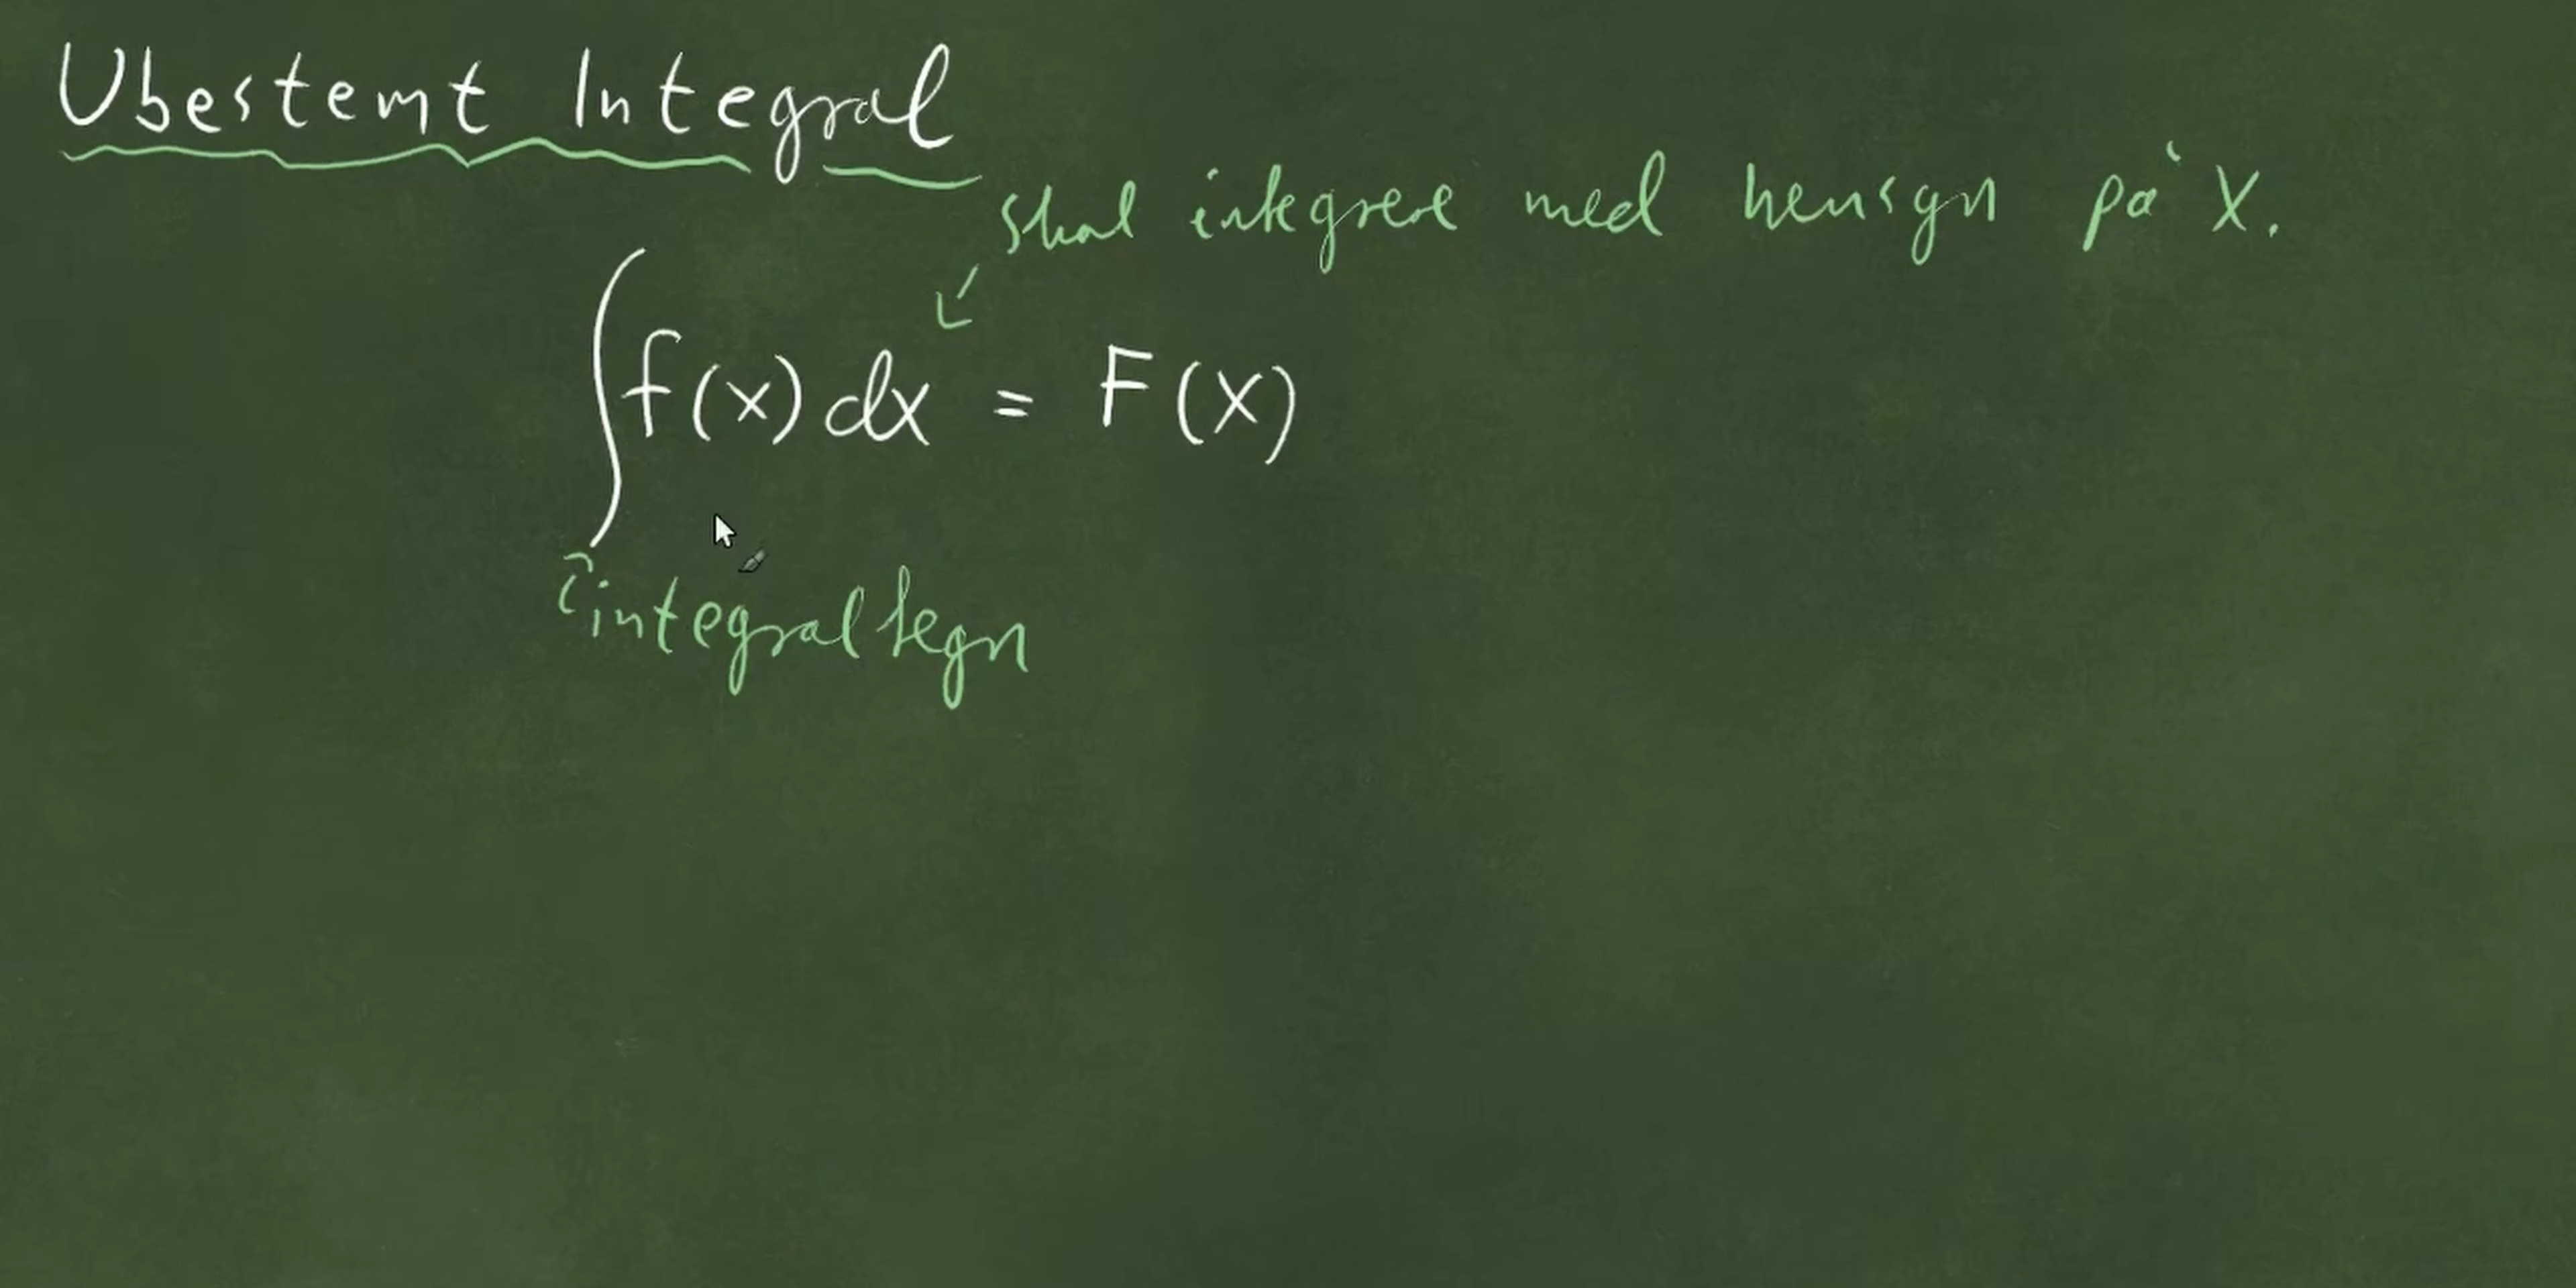 Ubestemt Integral
Skal integrere med hensyn på x.
∫f(x)dx = F(x)
integraltegn